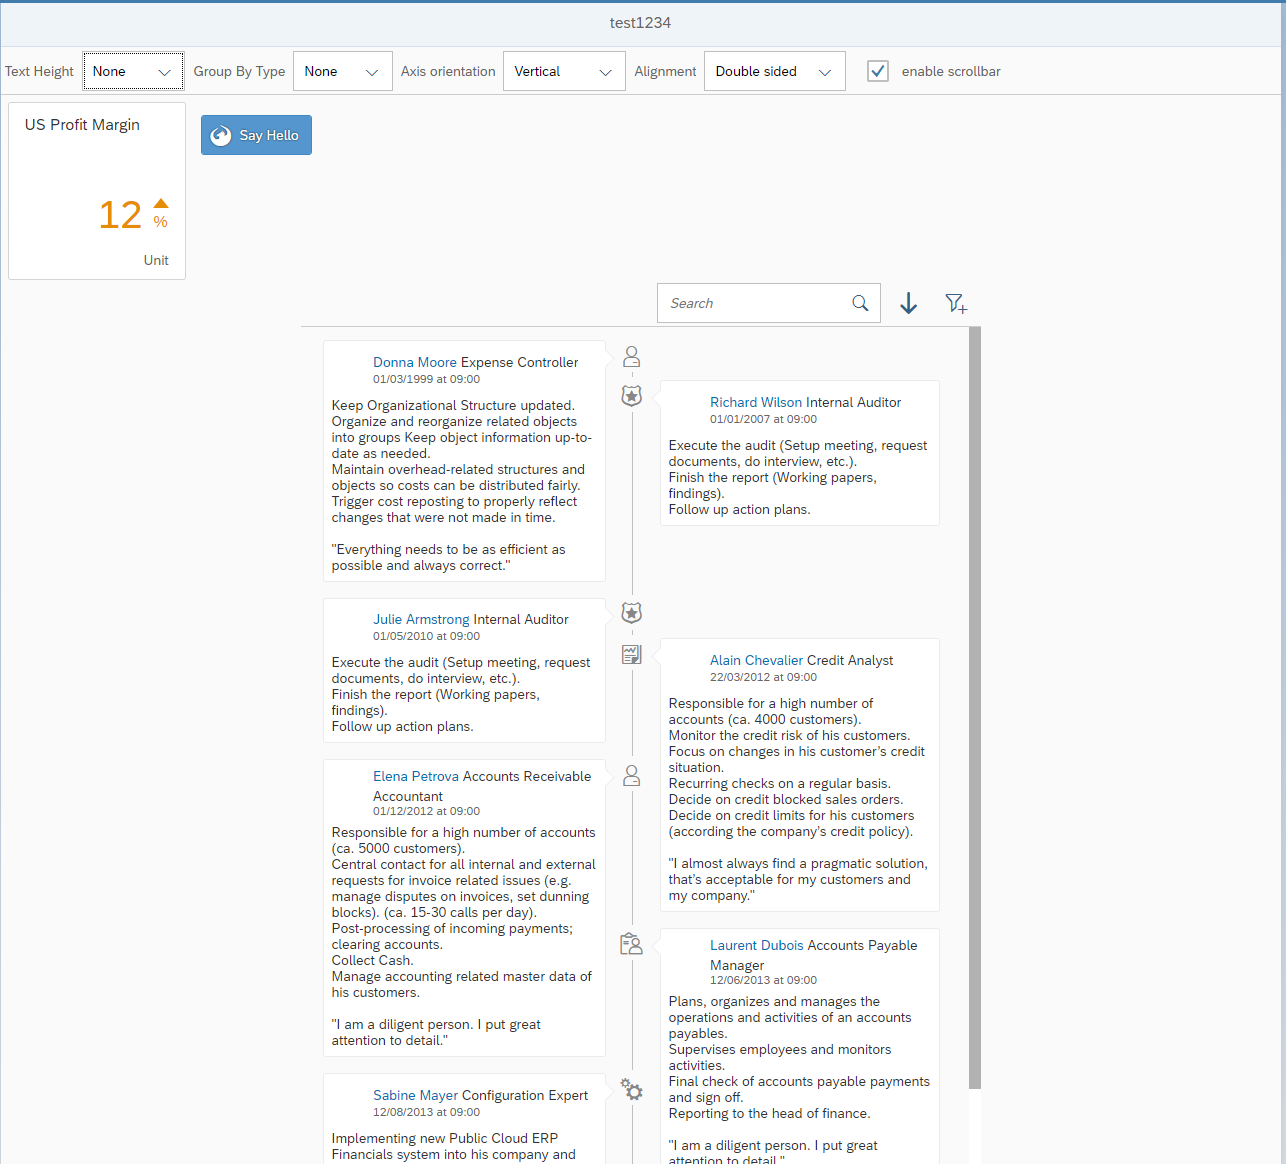 test1234
Text Height None Group By Type None Axis orientation Vertical Alignment Double sided enable scrollbar
US Profit Margin
12
%
Unit
Say Hello
Search
Donna Moore Expense Controller
01/03/1999 at 09:00
Keep Organizational Structure updated.
Organize and reorganize related objects
into groups Keep object information up-to-
date as needed.
Maintain overhead-related structures and
objects so costs can be distributed fairly.
Trigger cost reposting to properly reflect
changes that were not made in time.
"Everything needs to be as efficient as
possible and always correct."
Richard Wilson Internal Auditor
01/01/2007 at 09:00
Execute the audit (Setup meeting, request
documents, do interview, etc.).
Finish the report (Working papers,
findings).
Follow up action plans.
Julie Armstrong Internal Auditor
01/05/2010 at 09:00
Execute the audit (Setup meeting, request
documents, do interview, etc.).
Finish the report (Working papers,
findings).
Follow up action plans.
Alain Chevalier Credit Analyst
22/03/2012 at 09:00
Responsible for a high number of
accounts (ca. 4000 customers).
Monitor the credit risk of his customers.
Focus on changes in his customer's credit
situation.
Recurring checks on a regular basis.
Decide on credit blocked sales orders.
Decide on credit limits for his customers
(according the company's credit policy).
"I almost always find a pragmatic solution,
that's acceptable for my customers and
my company."
Elena Petrova Accounts Receivable
Accountant
01/12/2012 at 09:00
Responsible for a high number of accounts
(ca. 5000 customers).
Central contact for all internal and external
requests for invoice related issues (e.g.
manage disputes on invoices, set dunning
blocks). (ca. 15-30 calls per day).
Post-processing of incoming payments;
clearing accounts.
Collect Cash.
Manage accounting related master data of
his customers.
"I am a diligent person. I put great
attention to detail."
Laurent Dubois Accounts Payable
Manager
12/06/2013 at 09:00
Plans, organizes and manages the
operations and activities of an accounts
payables.
Supervises employees and monitors
activities.
Final check of accounts payable payments
and sign off.
Reporting to the head of finance.
"I am a diligent person. I put great
attention to detail."
Sabine Mayer Configuration Expert
12/08/2013 at 09:00
Implementing new Public Cloud ERP
Financials system into his company and